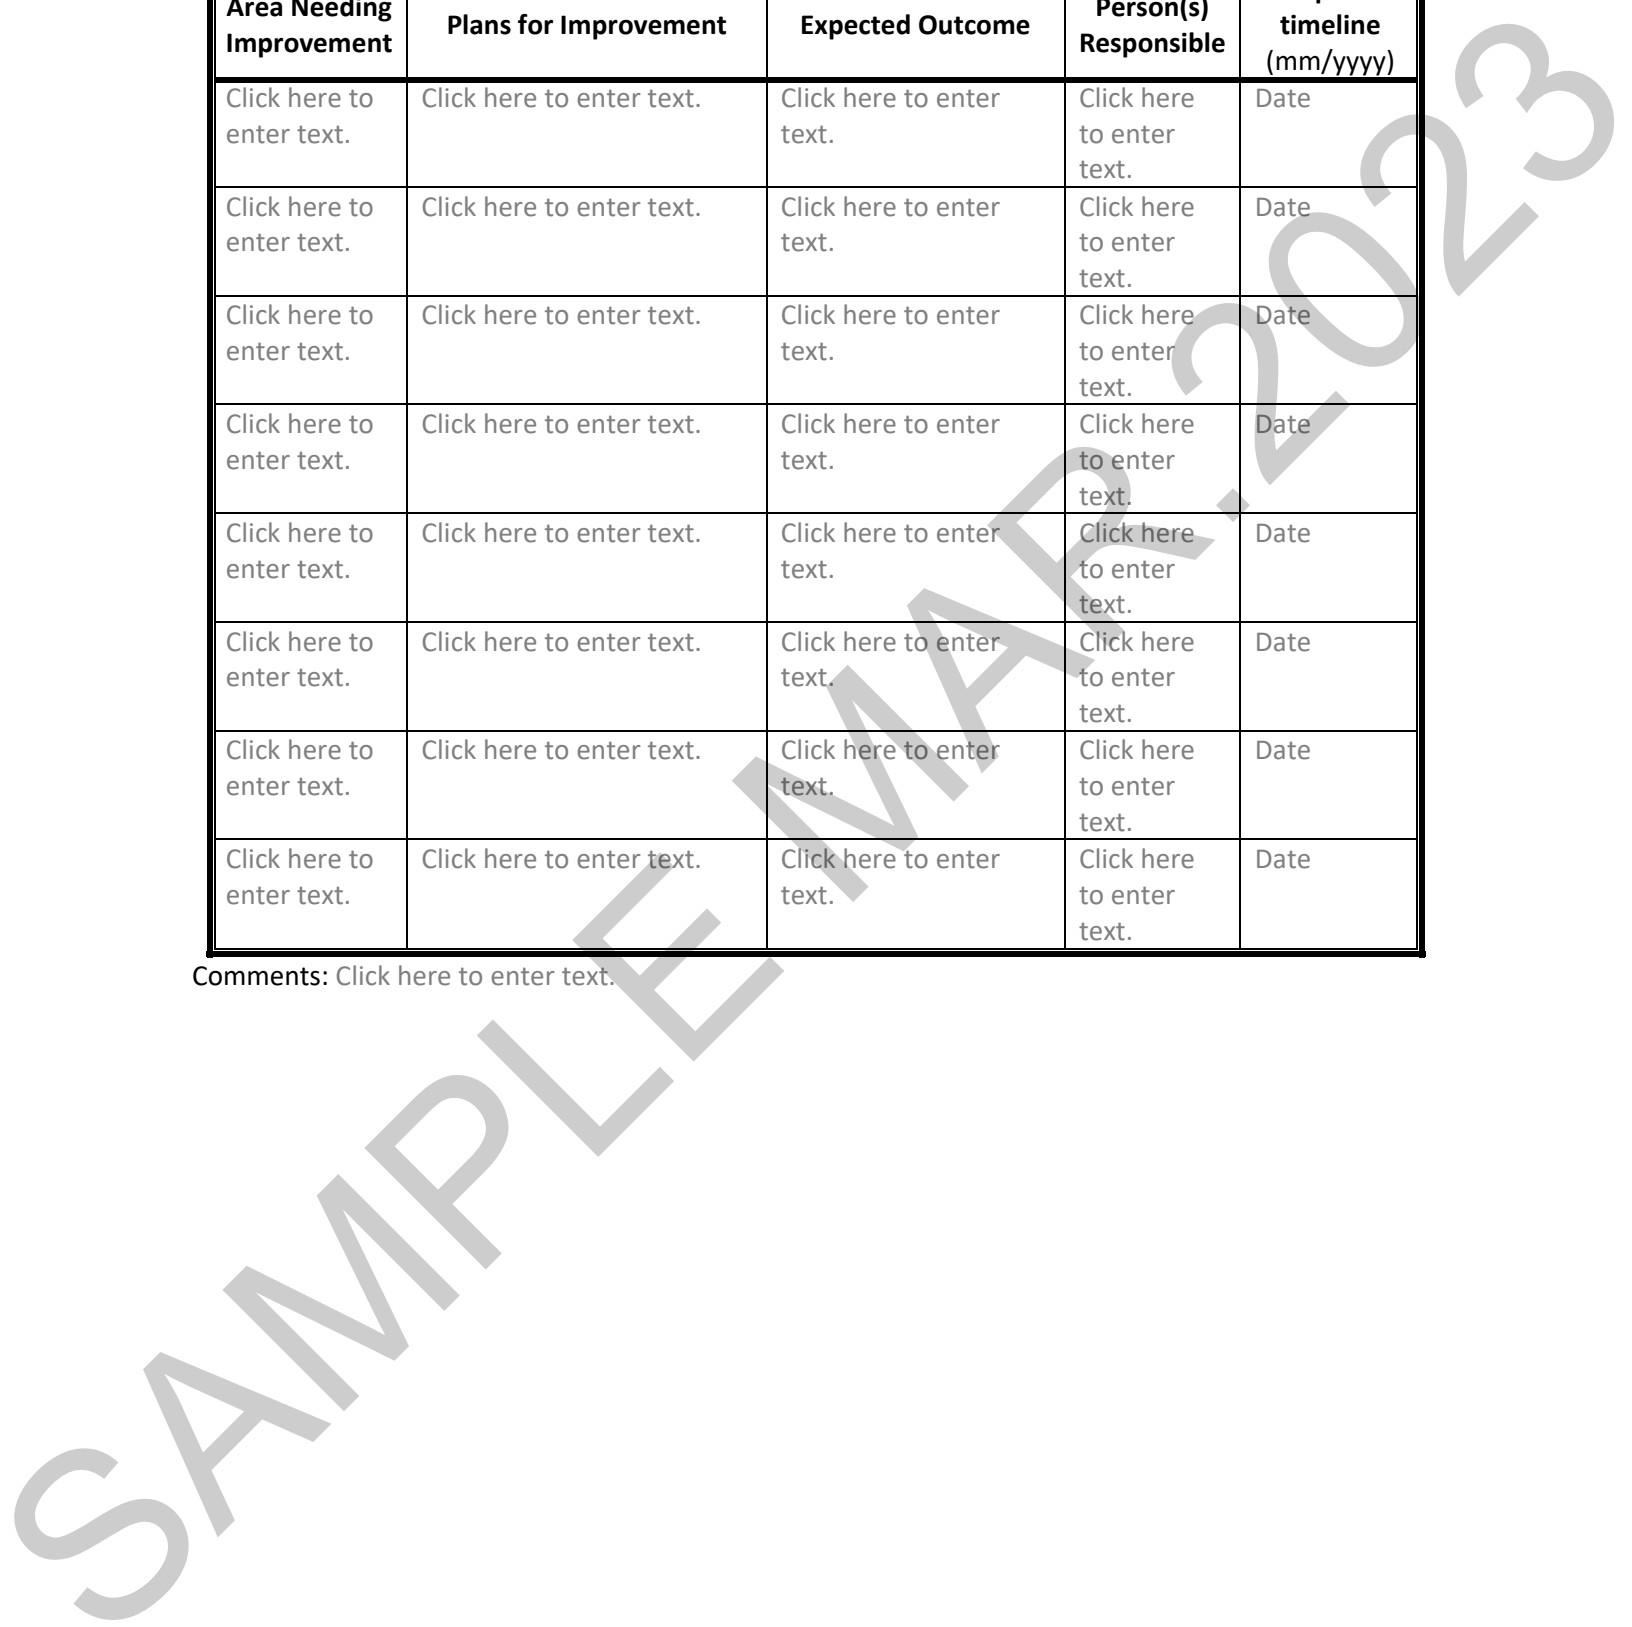 Area Needing Improvement | Plans for Improvement | Expected Outcome | Person(s) Responsible | timeline (mm/yyyy)
Click here to enter text. | Click here to enter text. | Click here to enter text. | Click here to enter text. | Date
Click here to enter text. | Click here to enter text. | Click here to enter text. | Click here to enter text. | Date
Click here to enter text. | Click here to enter text. | Click here to enter text. | Click here to enter text. | Date
Click here to enter text. | Click here to enter text. | Click here to enter text. | Click here to enter text. | Date
Click here to enter text. | Click here to enter text. | Click here to enter text. | Click here to enter text. | Date
Click here to enter text. | Click here to enter text. | Click here to enter text. | Click here to enter text. | Date
Click here to enter text. | Click here to enter text. | Click here to enter text. | Click here to enter text. | Date
Click here to enter text. | Click here to enter text. | Click here to enter text. | Click here to enter text. | Date
Comments: Click here to enter text.
SAMPLE MAR.2023